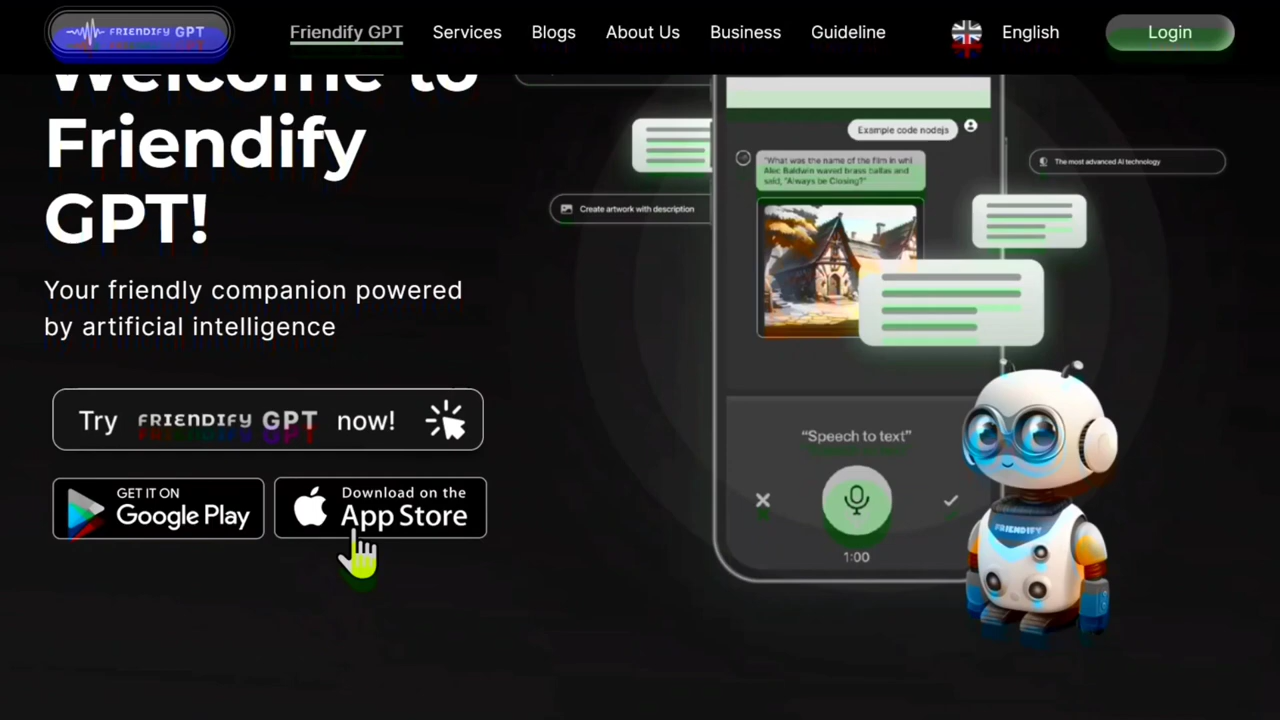 FRIENDIFY GPT
Friendify GPT
Services
Blogs
About Us
Business
Guideline
English
Login
Welcome to
Friendify
GPT!
Your friendly companion powered
by artificial intelligence
Try FRIENDIFY GPT now!
GET IT ON
Google Play
Download on the
App Store
Example code nodejs
"What was the name of the film in whi
Alec Baldwin waved brass ballas and
said, "Always be Closing?"
The most advanced AI technology
Create artwork with description
"Speech to text"
1:00
FRIENDIFY